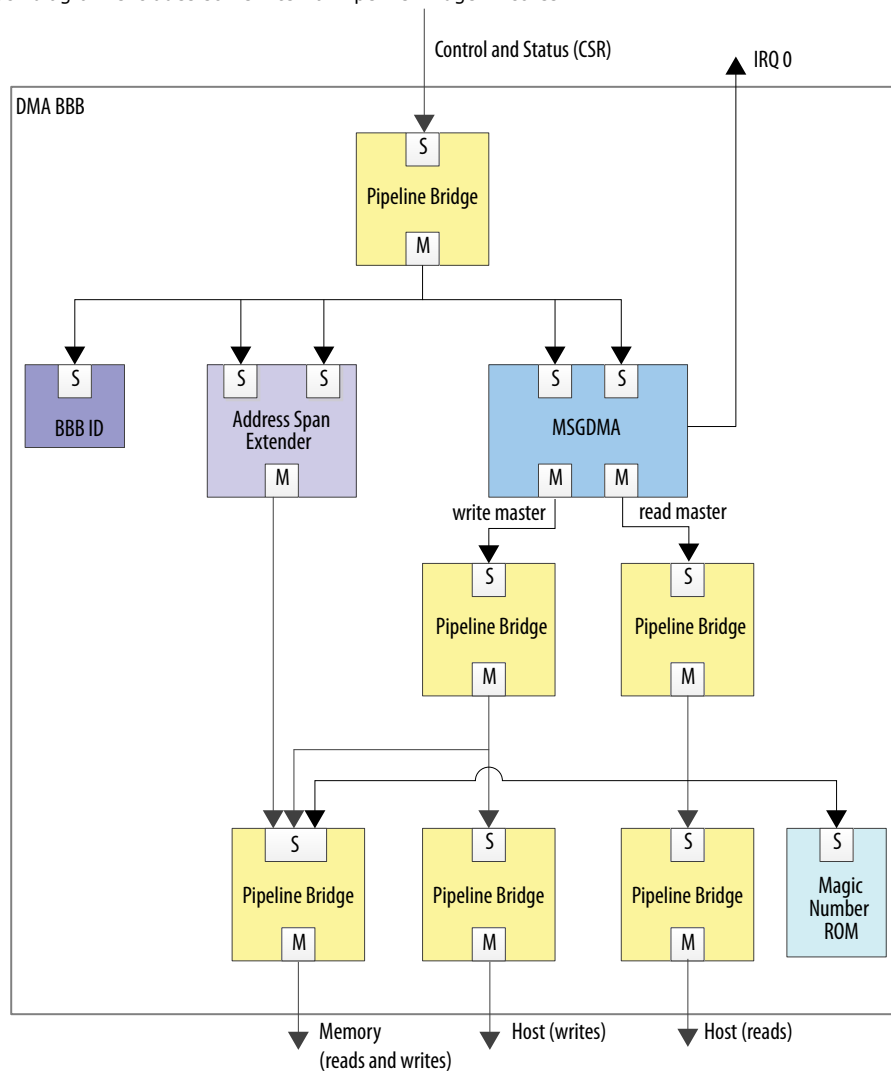 Control and Status (CSR)
IRQ 0
DMA BBB
S
Pipeline Bridge
M
S
S
S
S
S
BBB ID
Address Span
Extender
MSGDMA
M
M
M
write master
read master
S
S
Pipeline Bridge
Pipeline Bridge
M
M
S
S
S
S
Pipeline Bridge
Pipeline Bridge
Pipeline Bridge
Magic
Number
ROM
M
M
M
Memory
(reads and writes)
Host (writes)
Host (reads)